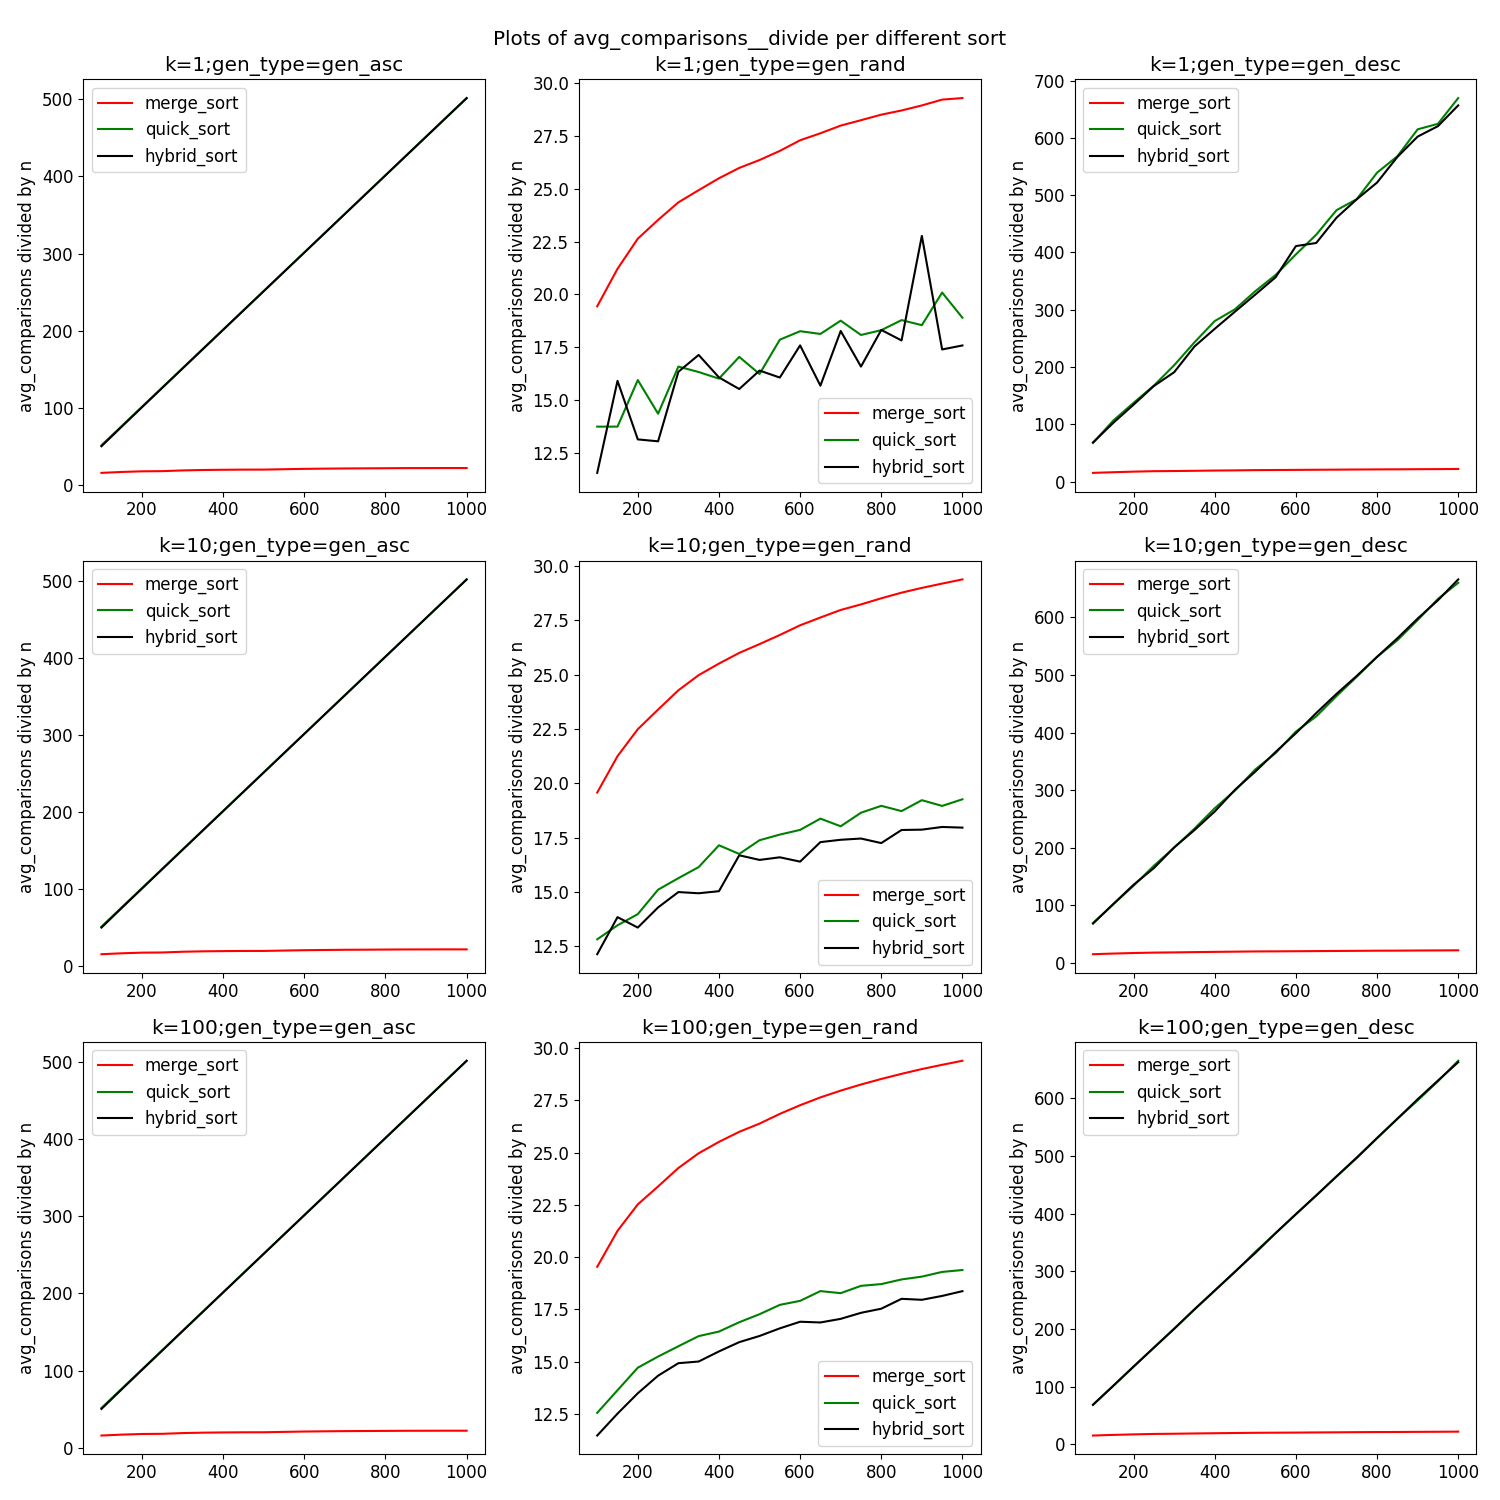 Plots of avg_comparisons__divide per different sort
k=1;gen_type=gen_asc
avg_comparisons divided by n
500
400
300
200
100
0
merge_sort
quick_sort
hybrid_sort
200 400 600 800 1000
k=1;gen_type=gen_rand
avg_comparisons divided by n
30.0
27.5
25.0
22.5
20.0
17.5
15.0
12.5
merge_sort
quick_sort
hybrid_sort
200 400 600 800 1000
k=1;gen_type=gen_desc
avg_comparisons divided by n
700
600
500
400
300
200
100
0
merge_sort
quick_sort
hybrid_sort
200 400 600 800 1000
k=10;gen_type=gen_asc
avg_comparisons divided by n
500
400
300
200
100
0
merge_sort
quick_sort
hybrid_sort
200 400 600 800 1000
k=10;gen_type=gen_rand
avg_comparisons divided by n
30.0
27.5
25.0
22.5
20.0
17.5
15.0
12.5
merge_sort
quick_sort
hybrid_sort
200 400 600 800 1000
k=10;gen_type=gen_desc
avg_comparisons divided by n
600
500
400
300
200
100
0
merge_sort
quick_sort
hybrid_sort
200 400 600 800 1000
k=100;gen_type=gen_asc
avg_comparisons divided by n
500
400
300
200
100
0
merge_sort
quick_sort
hybrid_sort
200 400 600 800 1000
k=100;gen_type=gen_rand
avg_comparisons divided by n
30.0
27.5
25.0
22.5
20.0
17.5
15.0
12.5
merge_sort
quick_sort
hybrid_sort
200 400 600 800 1000
k=100;gen_type=gen_desc
avg_comparisons divided by n
600
500
400
300
200
100
0
merge_sort
quick_sort
hybrid_sort
200 400 600 800 1000